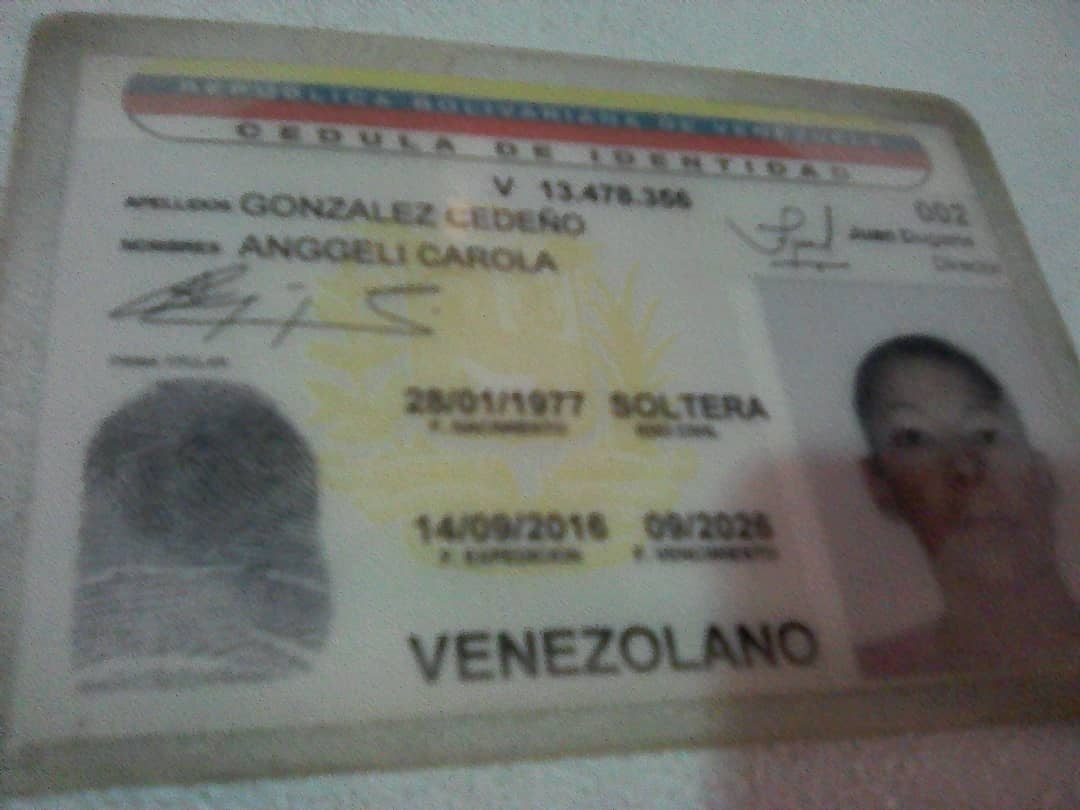 REPÚBLICA BOLIVARIANA DE VENEZUELA
CEDULA DE IDENTIDAD
V 13.478.356
APELLIDOS GONZALEZ CEDEÑO
NOMBRES ANGGELI CAROLA
002
Juan Dugarte
Director
FIRMA TITULAR
28/01/1977 SOLTERA
F. NACIMIENTO EDO CIVIL
14/09/2016 09/2026
F. EXPEDICION F. VENCIMIENTO
VENEZOLANO